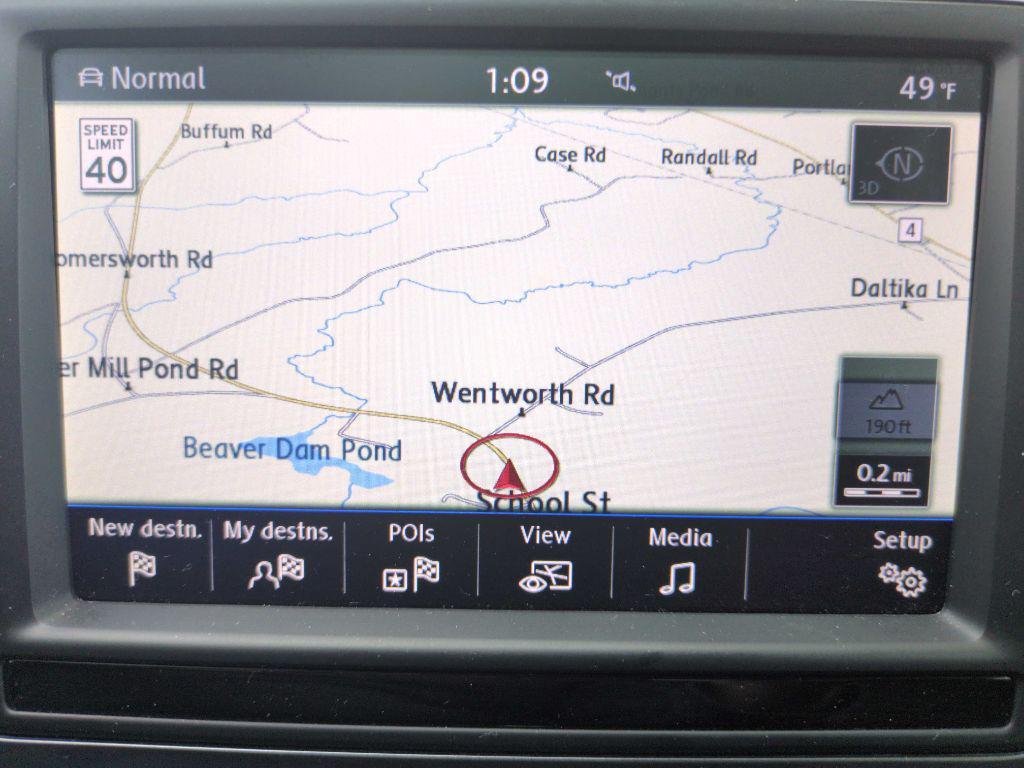 Normal
1:09
49 °F
SPEED
LIMIT
40
Buffum Rd
Case Rd
Randall Rd
Portla
N
3D
4
omersworth Rd
Daltika Ln
er Mill Pond Rd
Wentworth Rd
190 ft
Beaver Dam Pond
0.2 mi
School St
New destn.
My destns.
POIs
View
Media
Setup